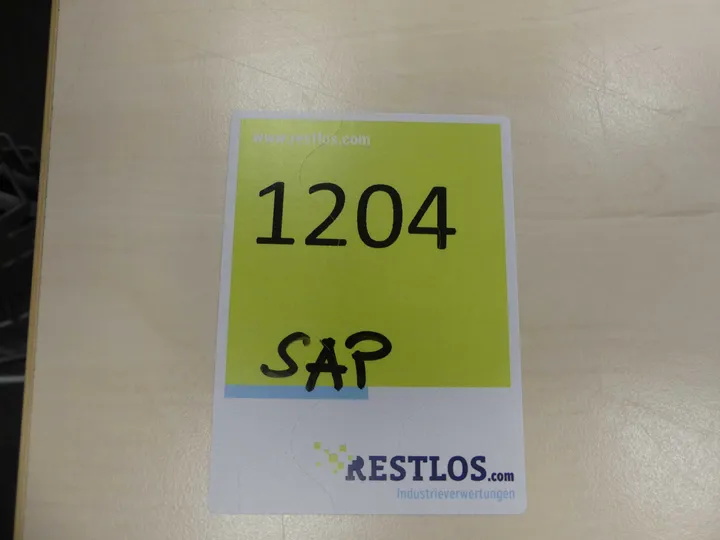 www.restlos.com
1204
SAP
RESTLOS.com
Industrieverwertungen